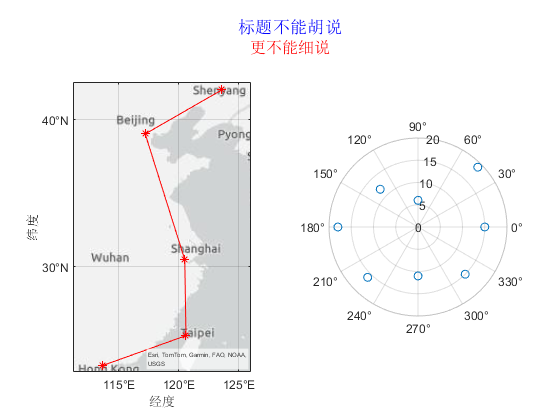 标题不能胡说
更不能细说
Shenyang
40°N
Beijing
Pyong
纬度
Shanghai
Wuhan
30°N
Taipei
Esri, TomTom, Garmin, FAO, NOAA,
USGS
Hong Kong
115°E 120°E 125°E
经度
90°
120° 20 60°
15
150° 30°
10
5
180° 0 0°
210° 330°
240° 300°
270°